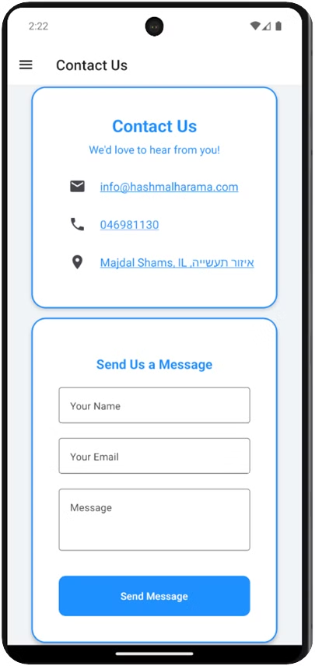 2:22
Contact Us
Contact Us
We'd love to hear from you!
info@hashmalharama.com
046981130
Majdal Shams, IL ,איזור תעשייה
Send Us a Message
Your Name
Your Email
Message
Send Message